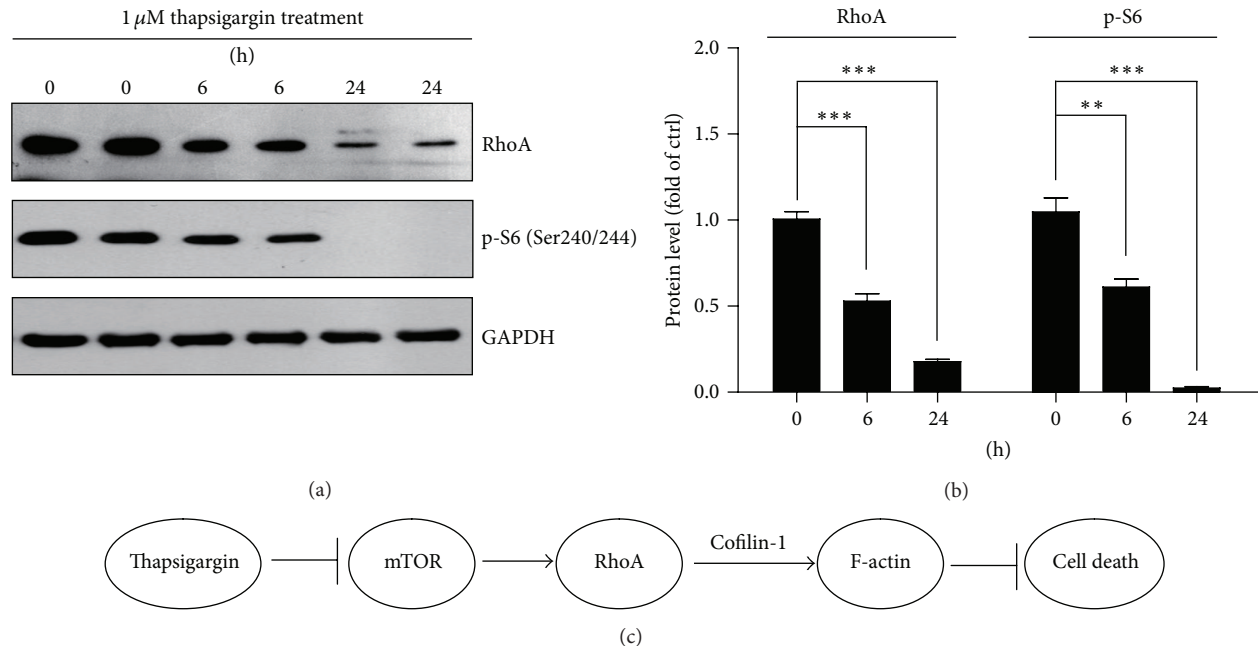 1 μM thapsigargin treatment
(h)
0 0 6 6 24 24
RhoA
p-S6 (Ser240/244)
GAPDH
(a)
RhoA p-S6
Protein level (fold of ctrl)
2.0
1.5
1.0
0.5
0.0
*** ***
*** **
0 6 24 0 6 24
(h)
(b)
Thapsigargin mTOR RhoA Cofilin-1 F-actin Cell death
(c)